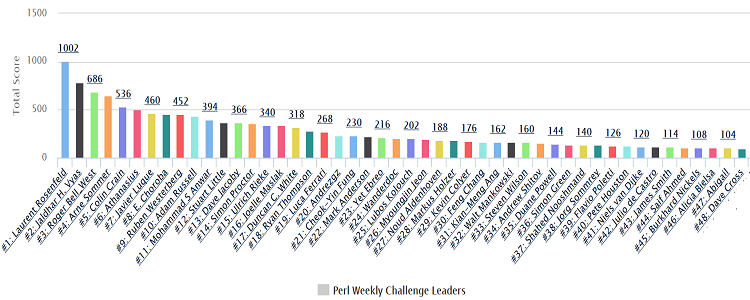 1500
1000
500
0
Total Score
1002
686
536
460
452
394
366
340
318
268
230
216
202
188
176
162
160
144
140
126
120
114
108
104
#1: Laurent Rosenfeld
#2: Jaldhar H. Vyas
#3: Roger Bell_West
#4: Arne Sommer
#5: Colin Crain
#6: Athanasius
#7: Javier Luque
#8: E. Choroba
#9: Ruben Westerberg
#10: Adam Russell
#11: Mohammad S Anwar
#12: Stuart Little
#13: Dave Jacoby
#14: Simon Proctor
#15: Ulrich Rieke
#16: Joelle Maslak
#17: Duncan C. White
#18: Ryan Thompson
#19: Luca Ferrari
#20: Andrezgz
#21: Cheok-Yin Fung
#22: Mark Anderson
#23: Yet Ebreo
#24: Wanderdoc
#25: Lubos Kolouch
#26: Myoungjin Jeon
#27: Noud Aldenhoven
#28: Markus Holzer
#29: Kevin Colyer
#30: Feng Chang
#31: Kian-Meng Ang
#32: Walt Mankowski
#33: Steven Wilson
#34: Andrew Shitov
#35: Duane Powell
#36: Simon Green
#37: Shahed Nooshmand
#38: Jorg Sommrey
#39: Flavio Poletti
#40: Pete Houston
#41: Niels van Dijke
#42: Julio de Castro
#43: James Smith
#44: Saif Ahmed
#45: Burkhard Nickels
#46: Alicia Bielsa
#47: Abigail
#48: Dave Cross
Perl Weekly Challenge Leaders